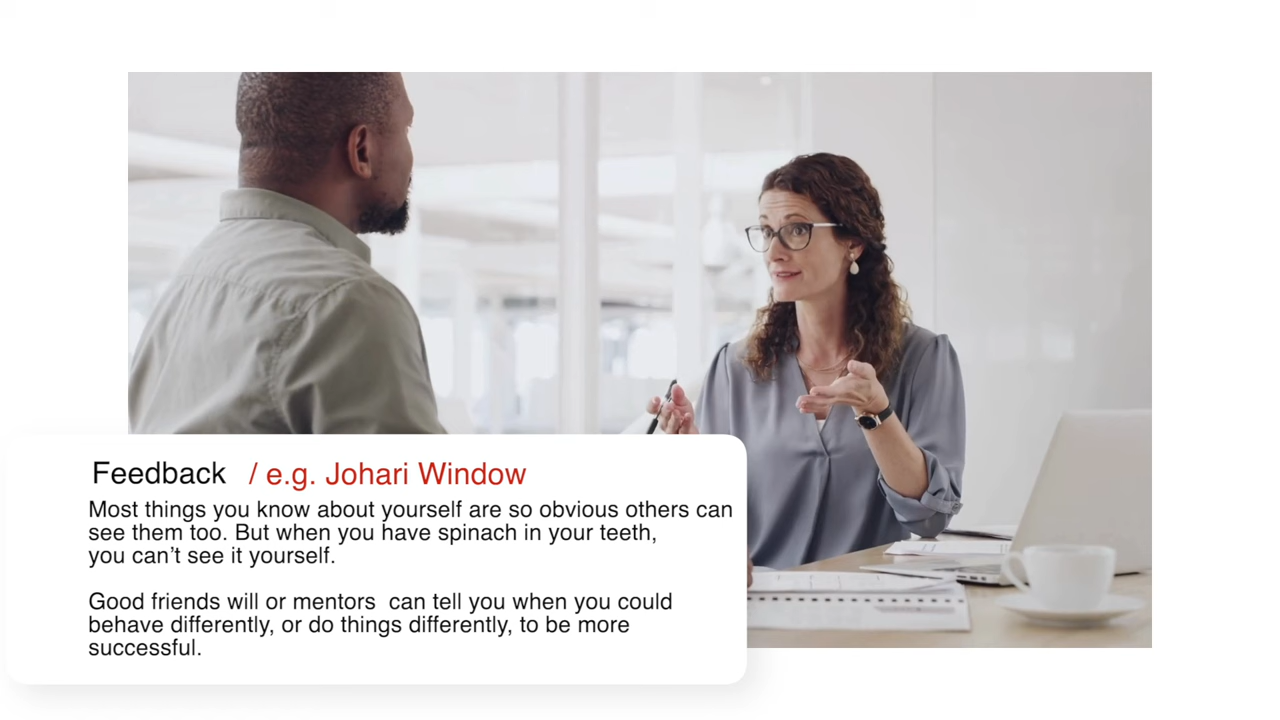 Feedback / e.g. Johari Window
Most things you know about yourself are so obvious others can
see them too. But when you have spinach in your teeth,
you can’t see it yourself.
Good friends will or mentors  can tell you when you could
behave differently, or do things differently, to be more
successful.